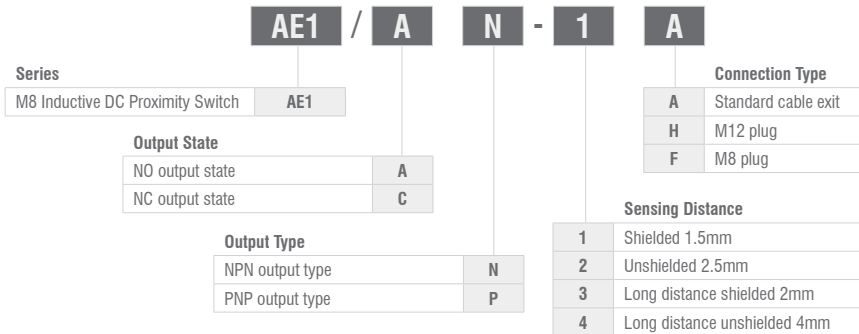 AE1 / A N - 1 A
Series
M8 Inductive DC Proximity Switch AE1
Output State
NO output state A
NC output state C
Output Type
NPN output type N
PNP output type P
Connection Type
A Standard cable exit
H M12 plug
F M8 plug
Sensing Distance
1 Shielded 1.5mm
2 Unshielded 2.5mm
3 Long distance shielded 2mm
4 Long distance unshielded 4mm